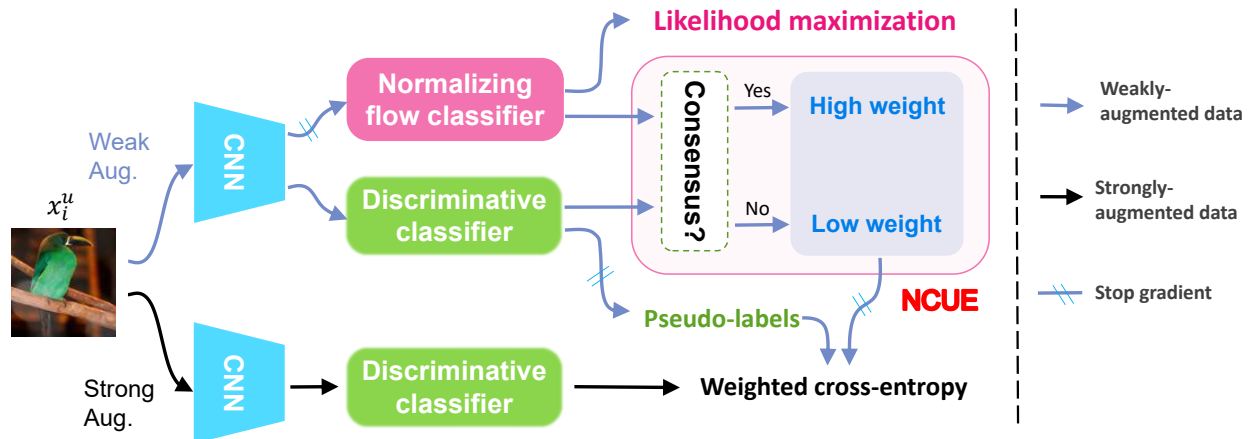 Likelihood maximization
Normalizing
flow classifier
Weak
Aug.
CNN
Consensus?
Yes
High weight
Weakly-
augmented data
x_i^u
Discriminative
classifier
No
Low weight
Strongly-
augmented data
NCUE
Stop gradient
Pseudo-labels
Strong
Aug.
CNN
Discriminative
classifier
Weighted cross-entropy